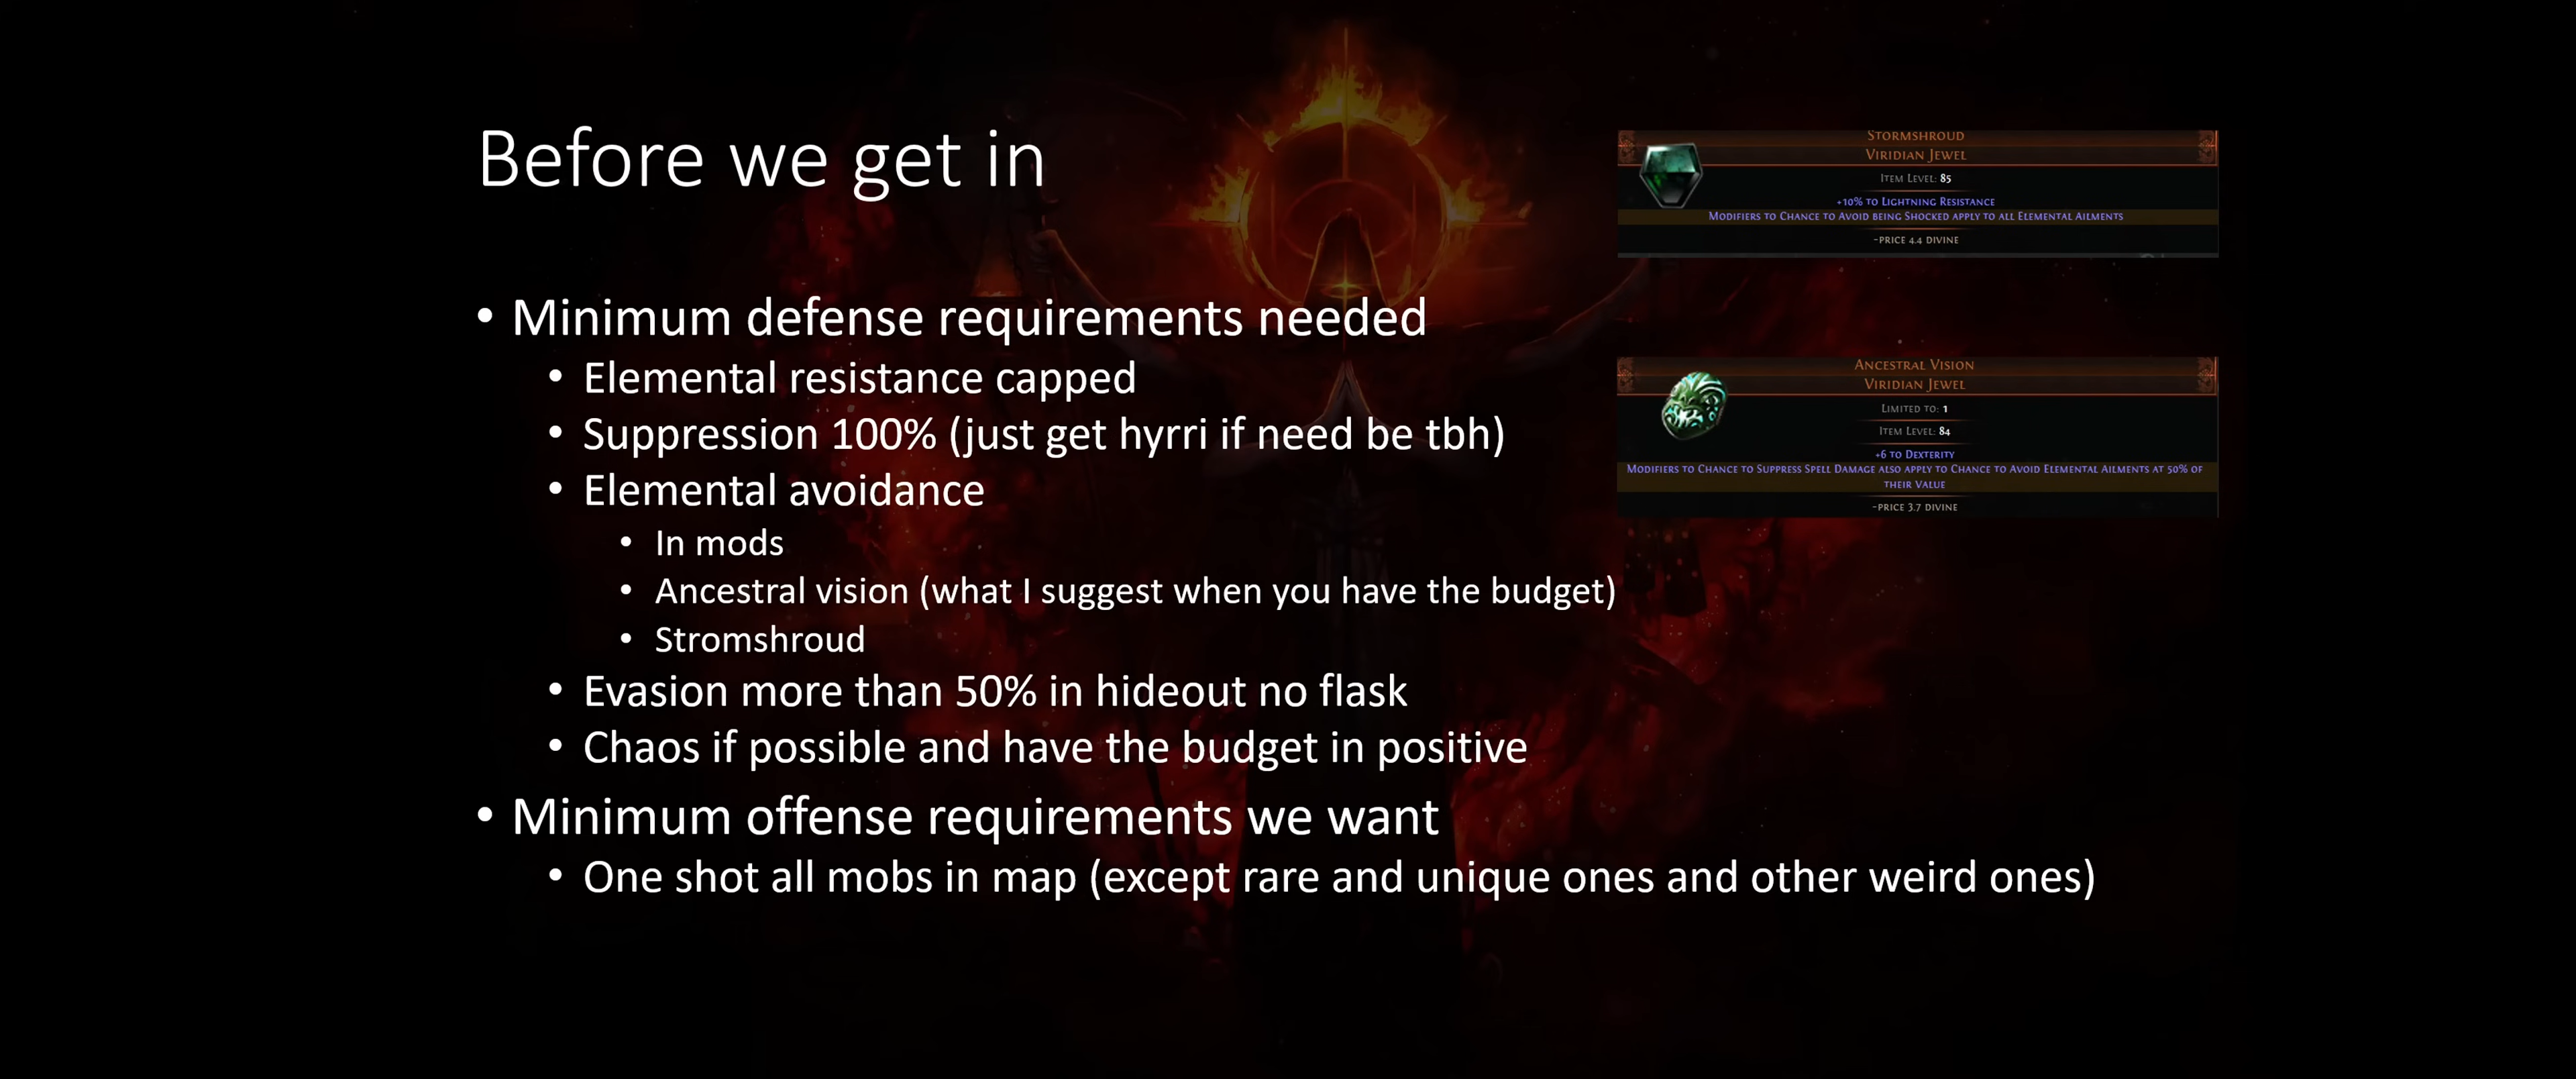 Before we get in
• Minimum defense requirements needed
• Elemental resistance capped
• Suppression 100% (just get hyrri if need be tbh)
• Elemental avoidance
• In mods
• Ancestral vision (what I suggest when you have the budget)
• Stromshroud
• Evasion more than 50% in hideout no flask
• Chaos if possible and have the budget in positive
• Minimum offense requirements we want
• One shot all mobs in map (except rare and unique ones and other weird ones)
Stormshroud
Viridian Jewel
Item Level: 85
+10% to Lightning Resistance
Modifiers to Chance to Avoid being Shocked apply to all Elemental Ailments
~price 4.4 divine
Ancestral Vision
Viridian Jewel
Limited to: 1
Item Level: 84
+6 to Dexterity
Modifiers to Chance to Suppress Spell Damage also apply to Chance to Avoid Elemental Ailments at 50% of
their Value
~price 3.7 divine